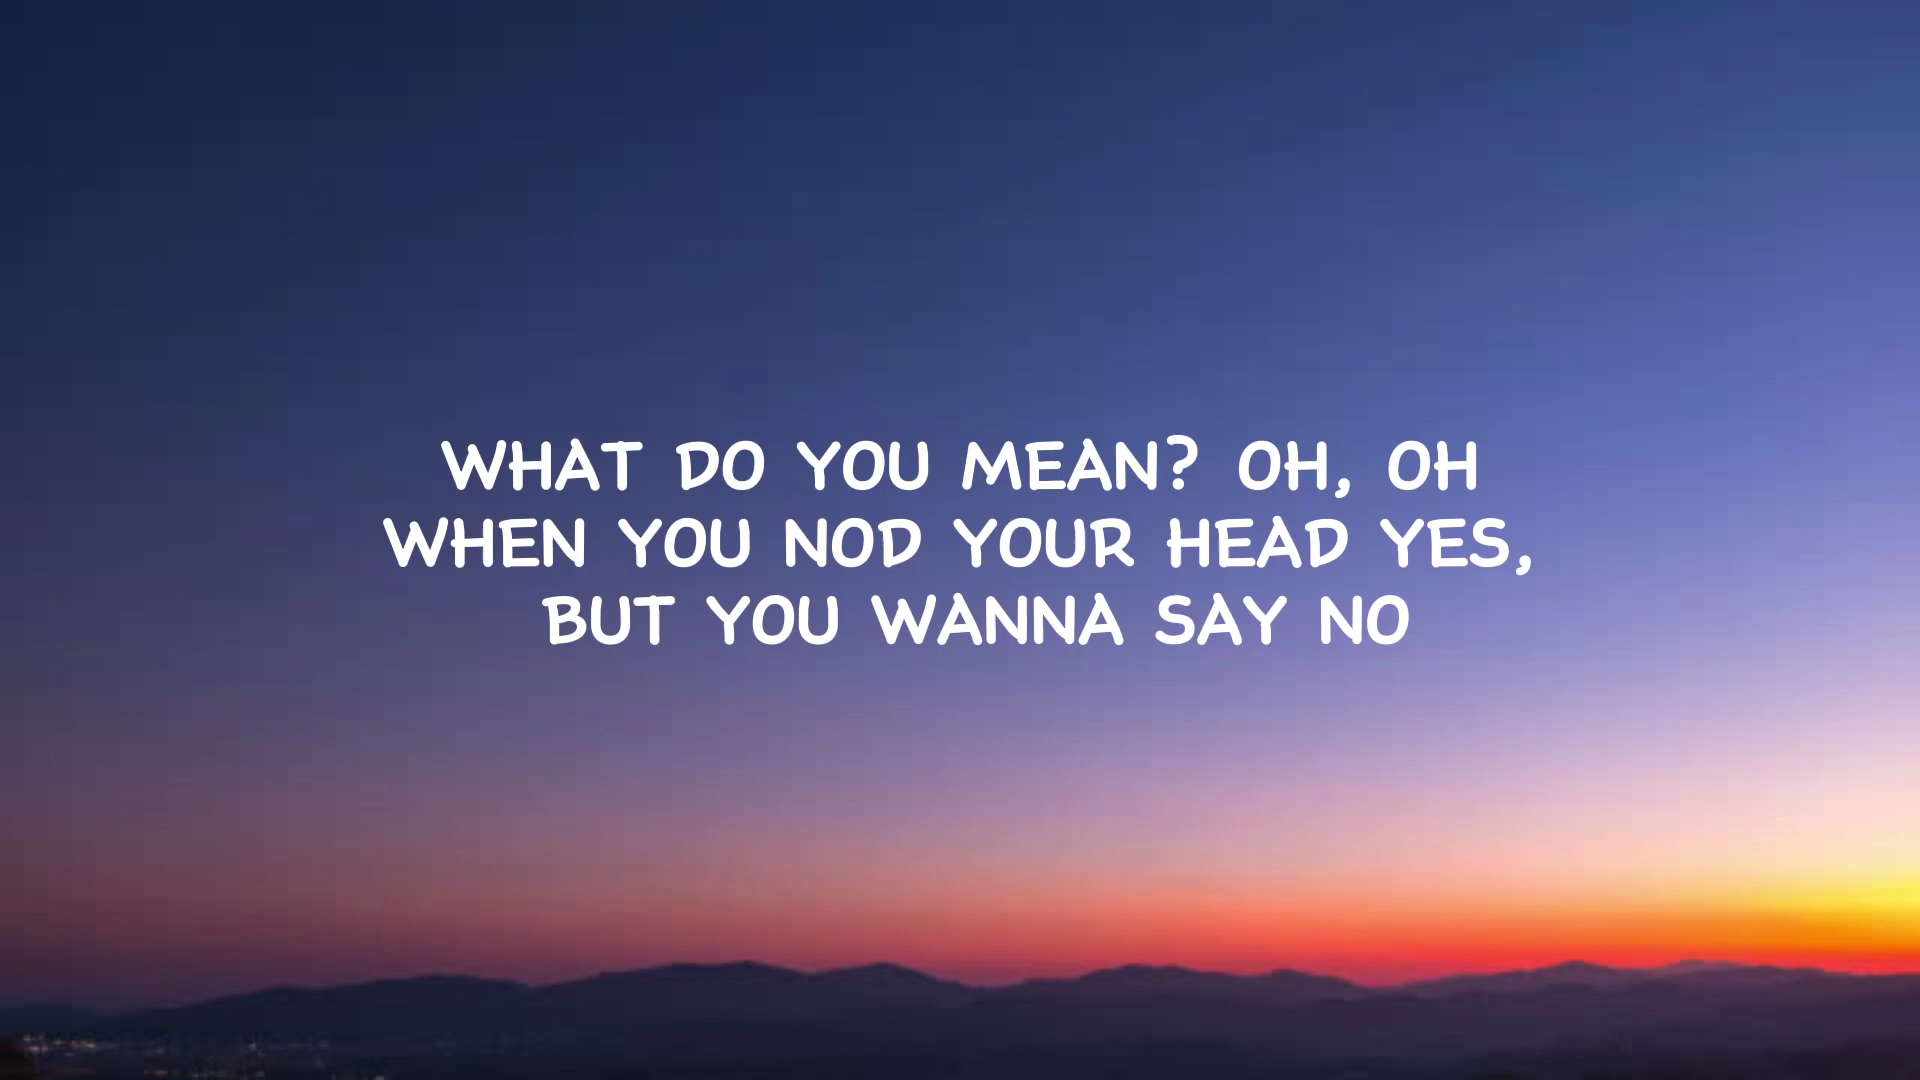 WHAT DO YOU MEAN? OH, OH
WHEN YOU NOD YOUR HEAD YES,
BUT YOU WANNA SAY NO